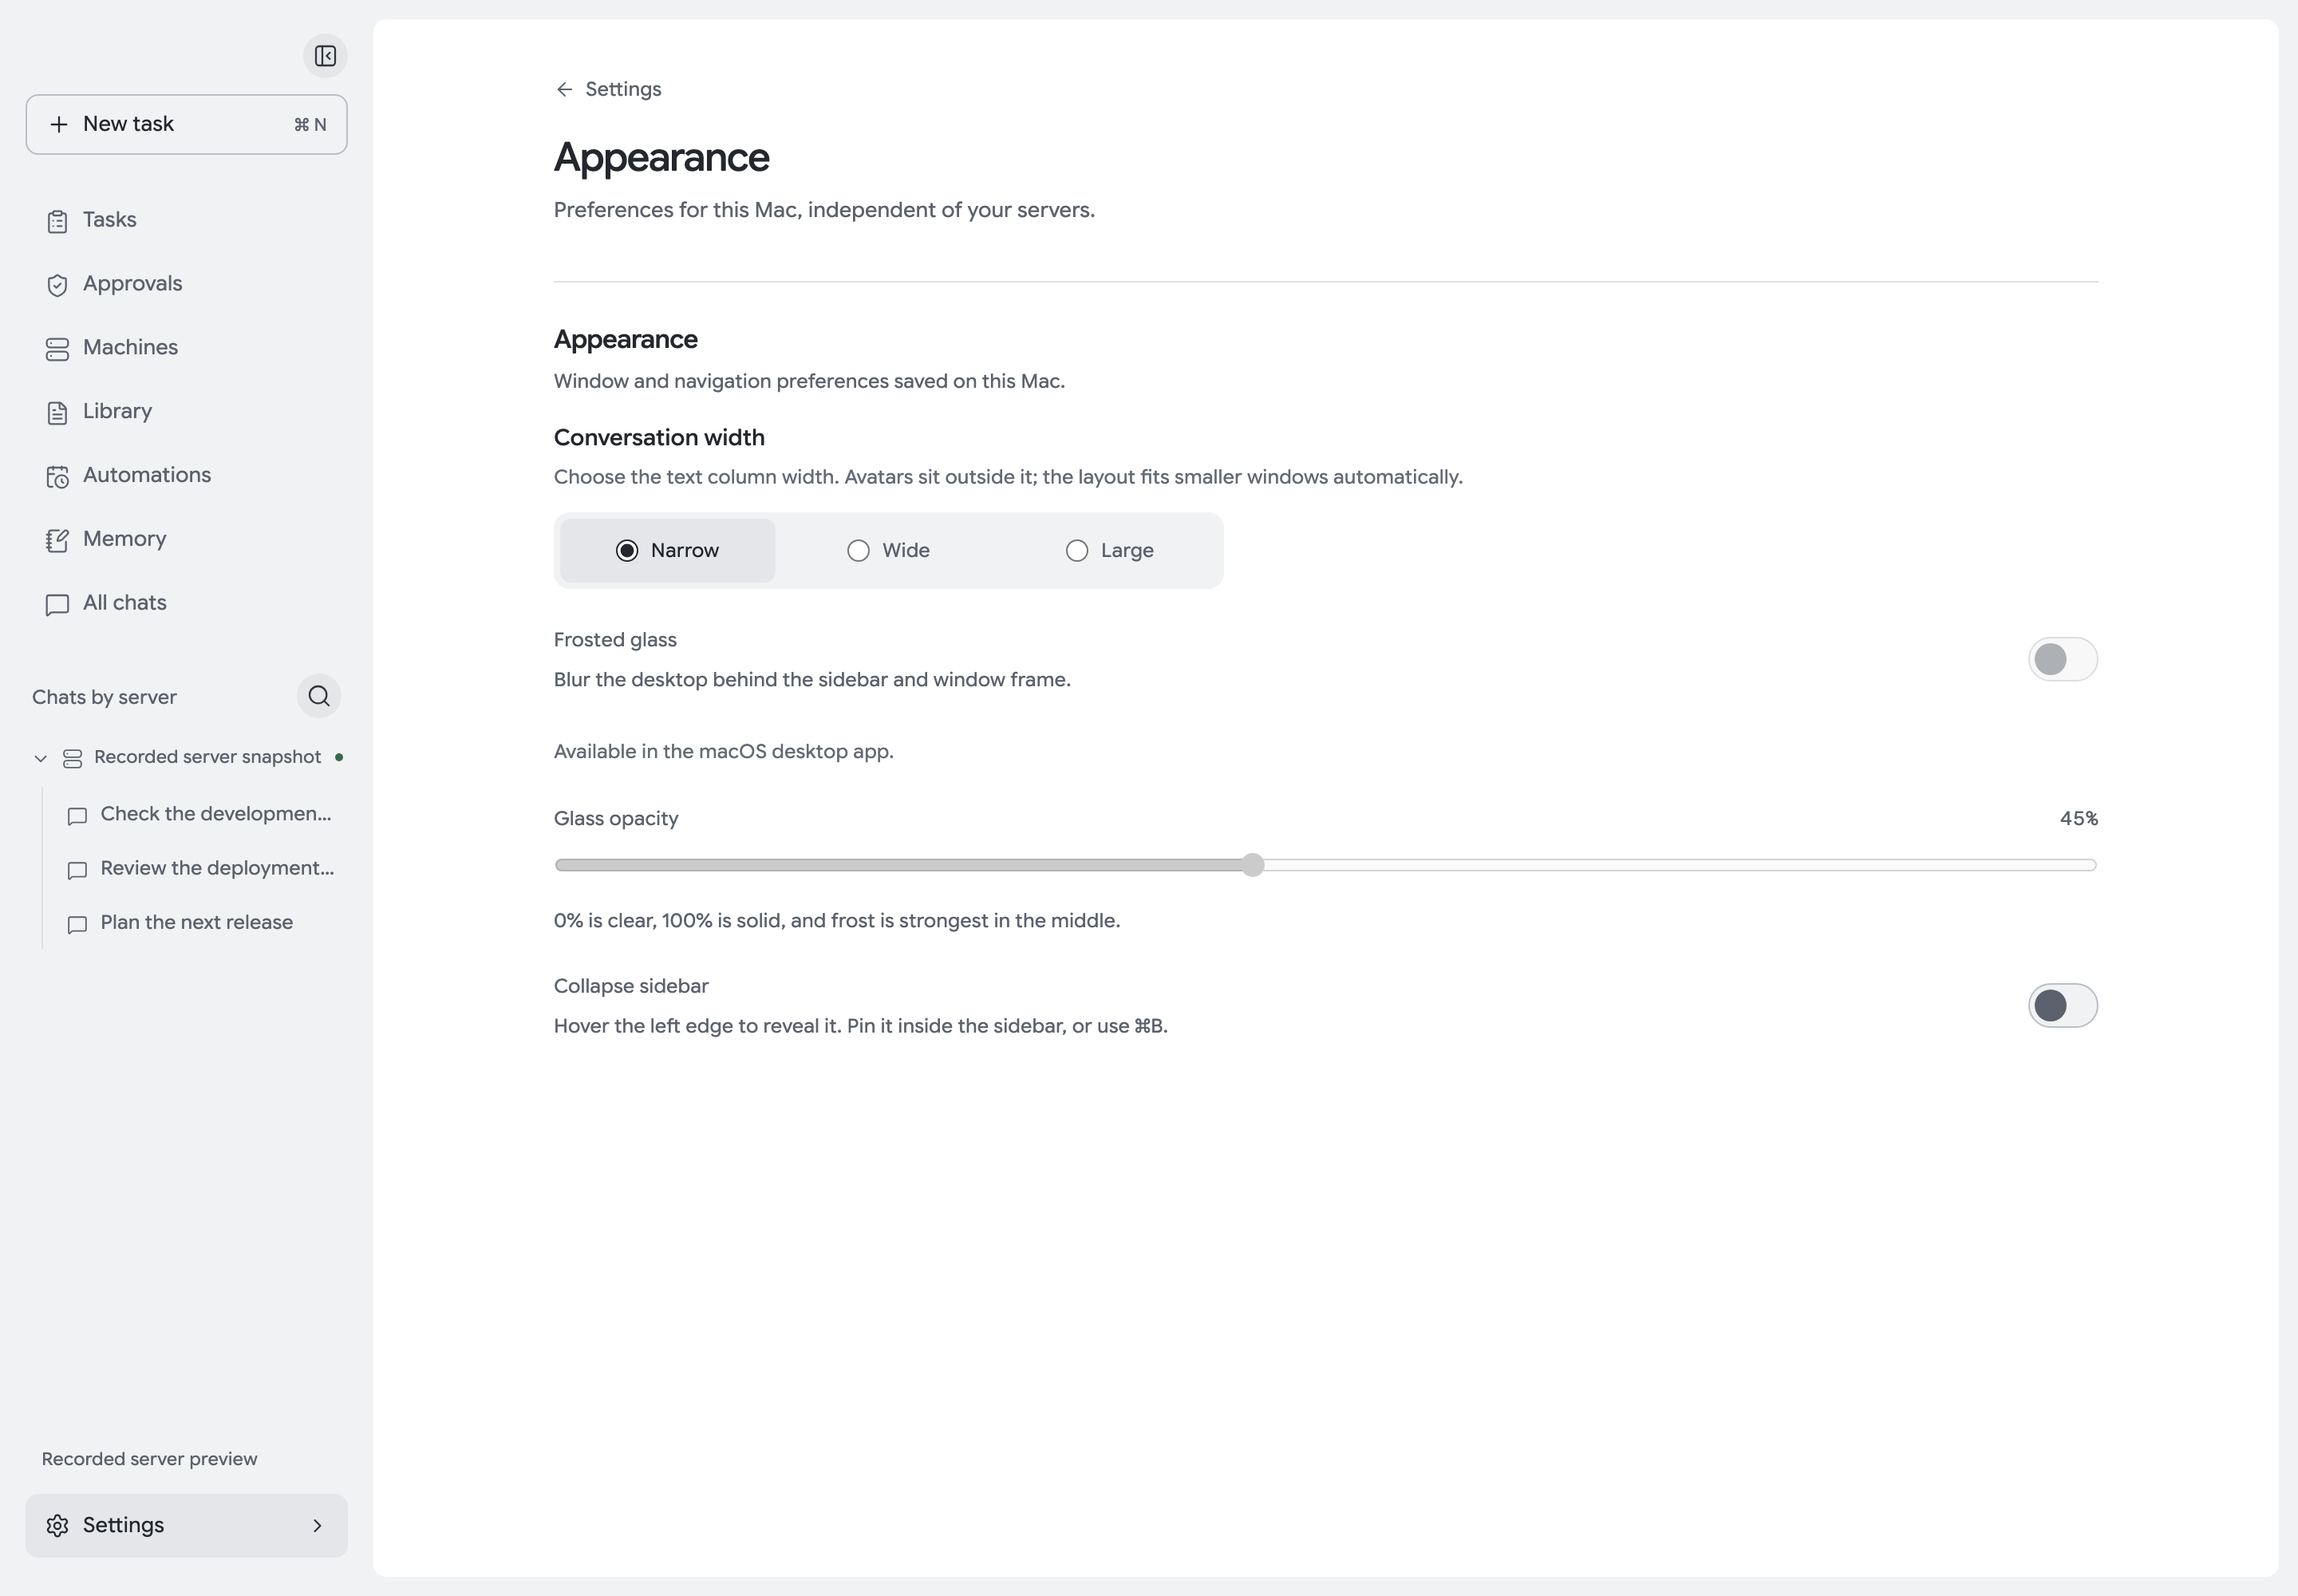 New task
⌘ N
Tasks
Approvals
Machines
Library
Automations
Memory
All chats
Chats by server
Recorded server snapshot
Check the developmen...
Review the deployment...
Plan the next release
Recorded server preview
Settings
Settings
Appearance
Preferences for this Mac, independent of your servers.
Appearance
Window and navigation preferences saved on this Mac.
Conversation width
Choose the text column width. Avatars sit outside it; the layout fits smaller windows automatically.
Narrow
Wide
Large
Frosted glass
Blur the desktop behind the sidebar and window frame.
Available in the macOS desktop app.
Glass opacity
45%
0% is clear, 100% is solid, and frost is strongest in the middle.
Collapse sidebar
Hover the left edge to reveal it. Pin it inside the sidebar, or use ⌘B.